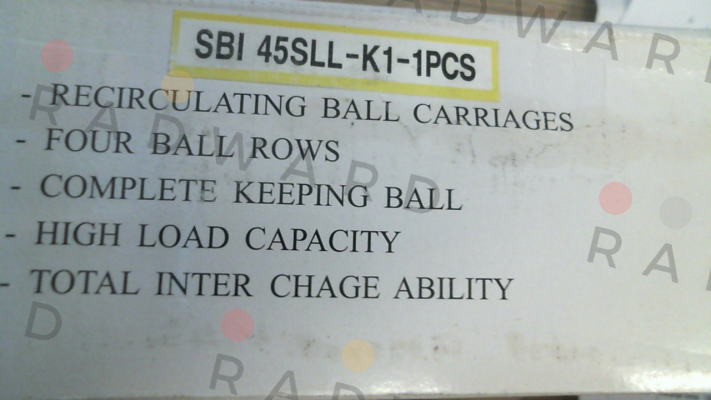 SBI 45SLL-K1-1PCS
- RECIRCULATING BALL CARRIAGES
- FOUR BALL ROWS
- COMPLETE KEEPING BALL
- HIGH LOAD CAPACITY
- TOTAL INTER CHAGE ABILITY
RADWARD